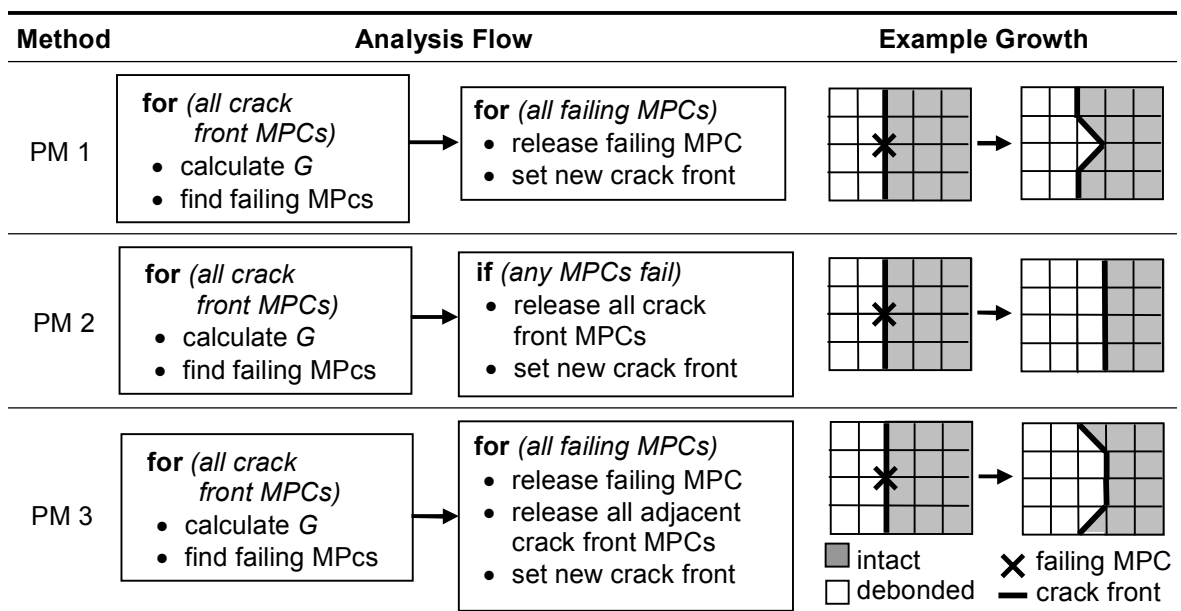 Method Analysis Flow Example Growth
PM 1
for (all crack
front MPCs)
• calculate G
• find failing MPcs
for (all failing MPCs)
• release failing MPC
• set new crack front
PM 2
for (all crack
front MPCs)
• calculate G
• find failing MPcs
if (any MPCs fail)
• release all crack
front MPCs
• set new crack front
PM 3
for (all crack
front MPCs)
• calculate G
• find failing MPcs
for (all failing MPCs)
• release failing MPC
• release all adjacent
crack front MPCs
• set new crack front
intact
failing MPC
debonded
crack front